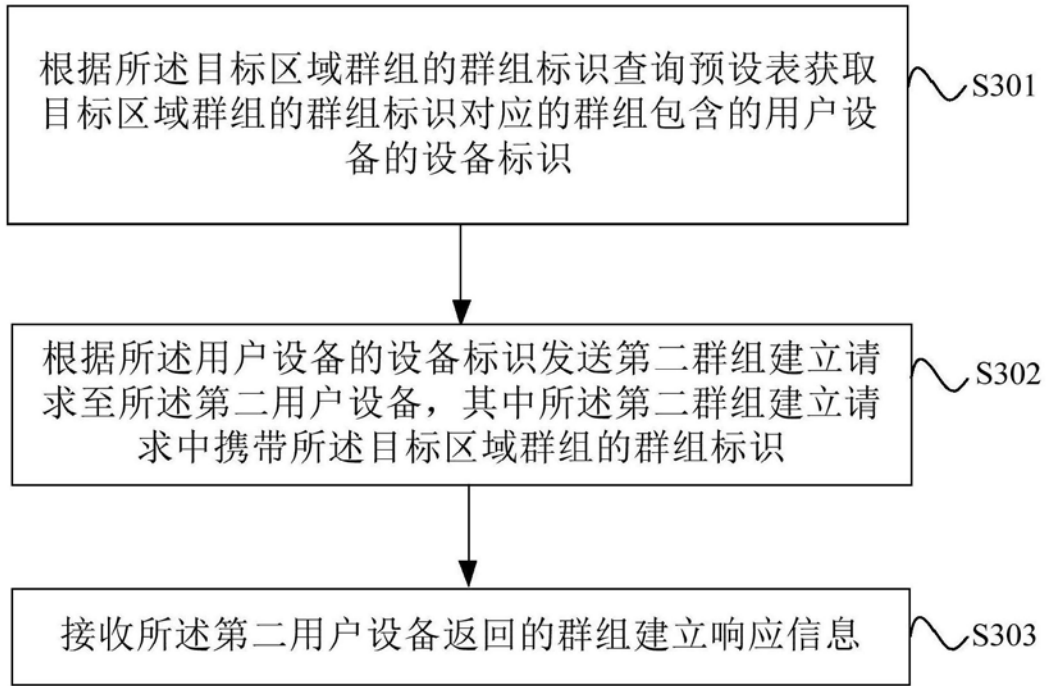 根据所述目标区域群组的群组标识查询预设表获取
目标区域群组的群组标识对应的群组包含的用户设
备的设备标识
S301
根据所述用户设备的设备标识发送第二群组建立请
求至所述第二用户设备，其中所述第二群组建立请
求中携带所述目标区域群组的群组标识
S302
接收所述第二用户设备返回的群组建立响应信息
S303